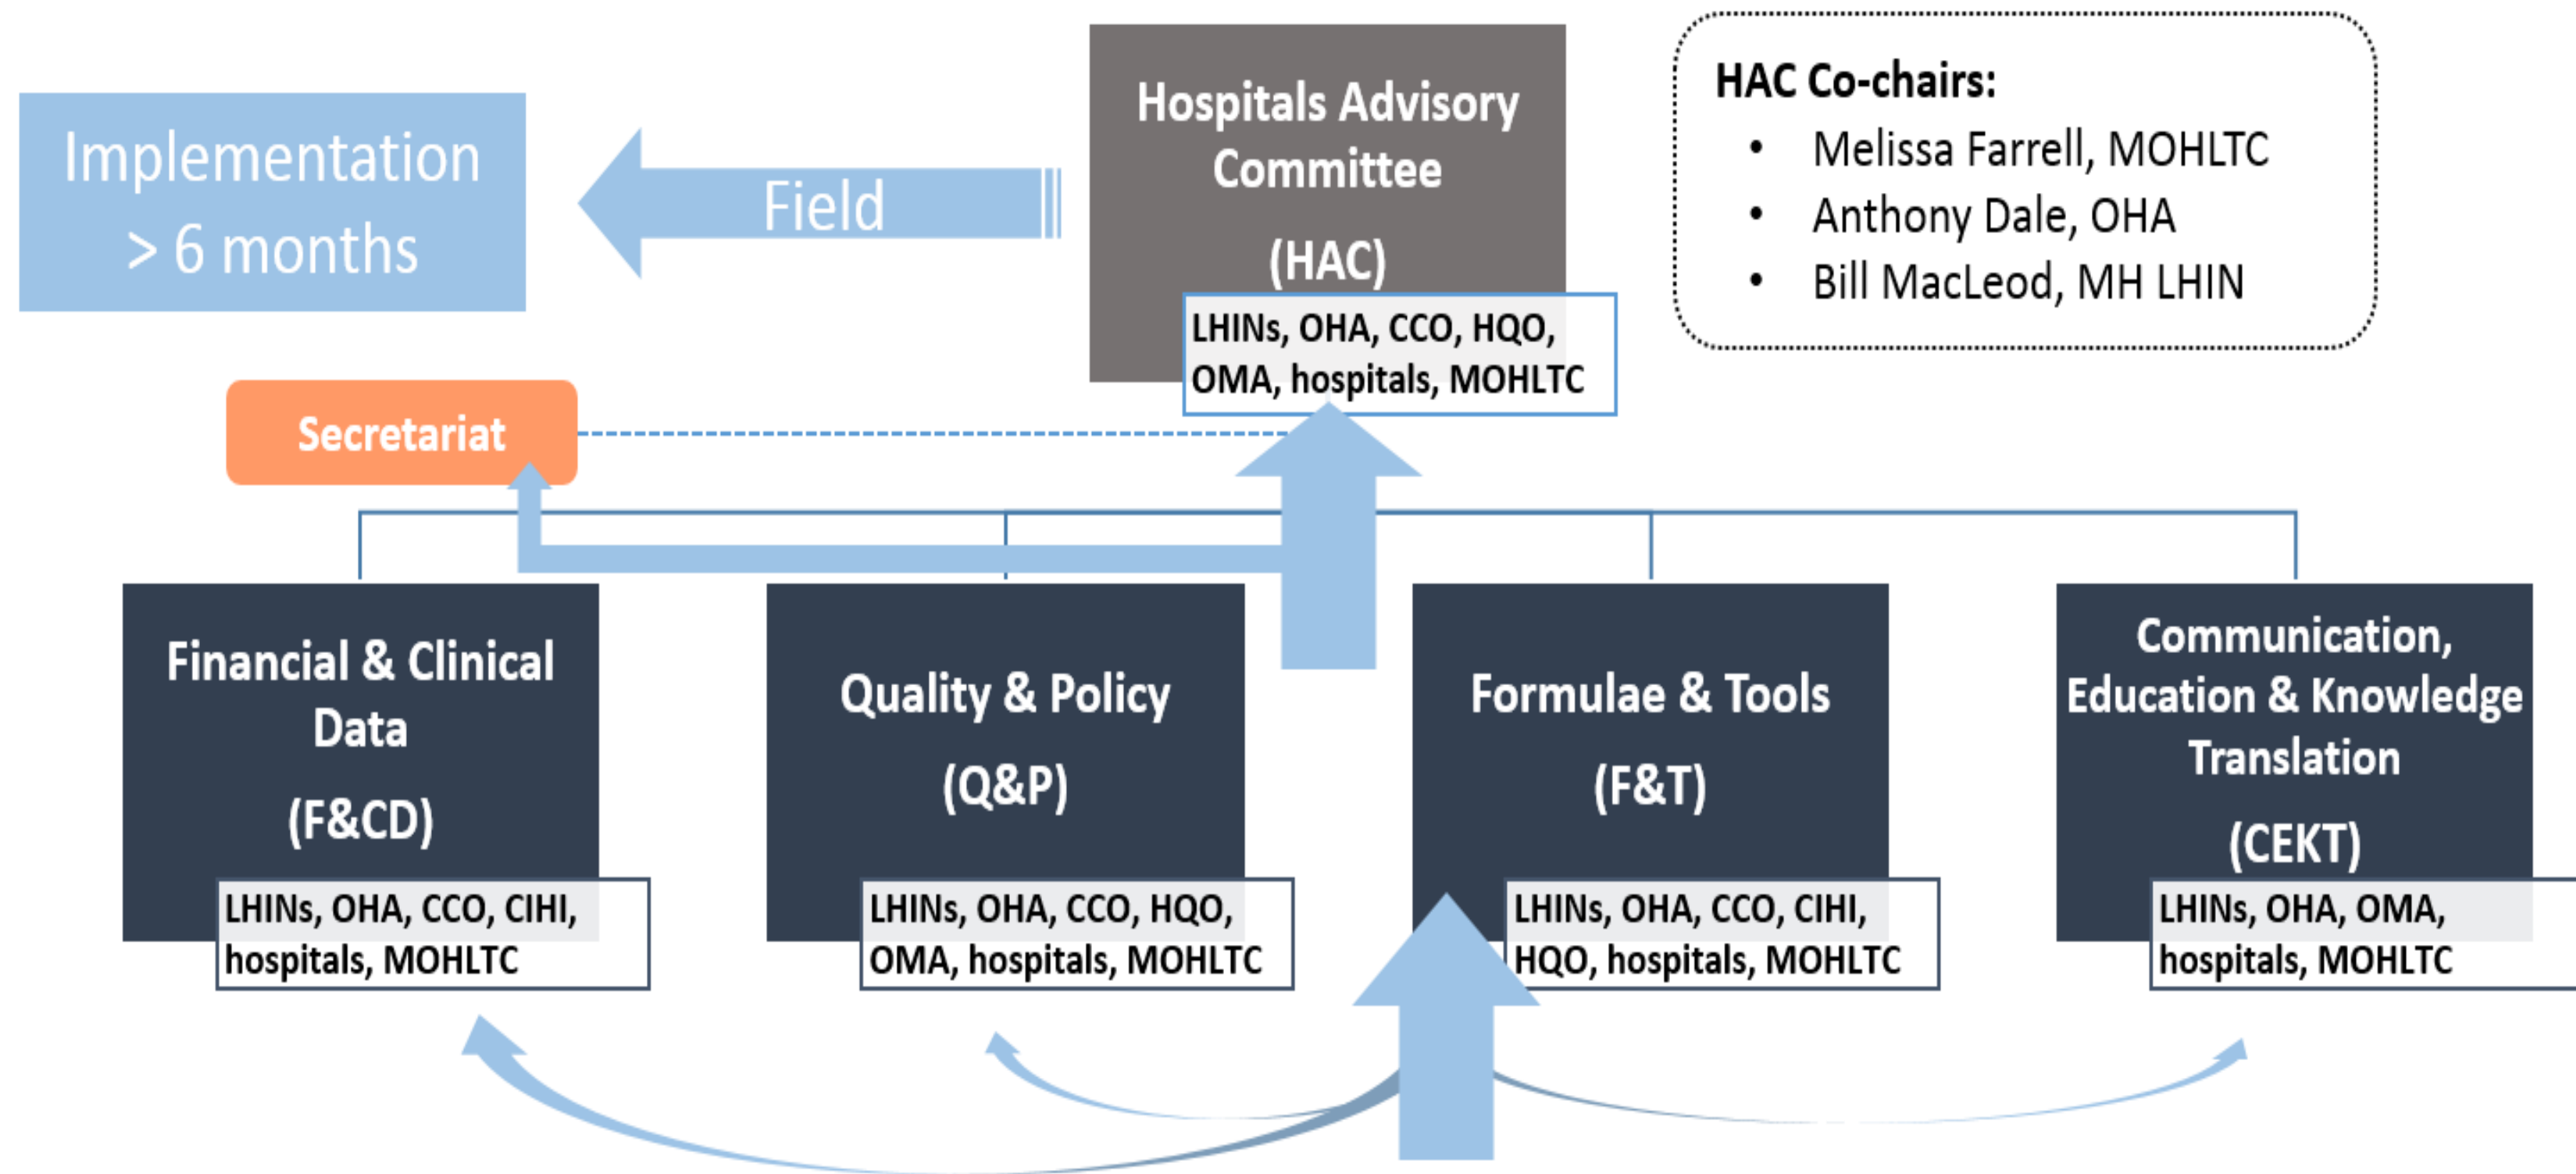 Implementation
> 6 months
Field
Hospitals Advisory
Committee
(HAC)
LHINs, OHA, CCO, HQO,
OMA, hospitals, MOHLTC
HAC Co-chairs:
• Melissa Farrell, MOHLTC
• Anthony Dale, OHA
• Bill MacLeod, MH LHIN
Secretariat
Financial & Clinical
Data
(F&CD)
LHINs, OHA, CCO, CIHI,
hospitals, MOHLTC
Quality & Policy
(Q&P)
LHINs, OHA, CCO, HQO,
OMA, hospitals, MOHLTC
Formulae & Tools
(F&T)
LHINs, OHA, CCO, CIHI,
HQO, hospitals, MOHLTC
Communication,
Education & Knowledge
Translation
(CEKT)
LHINs, OHA, OMA,
hospitals, MOHLTC